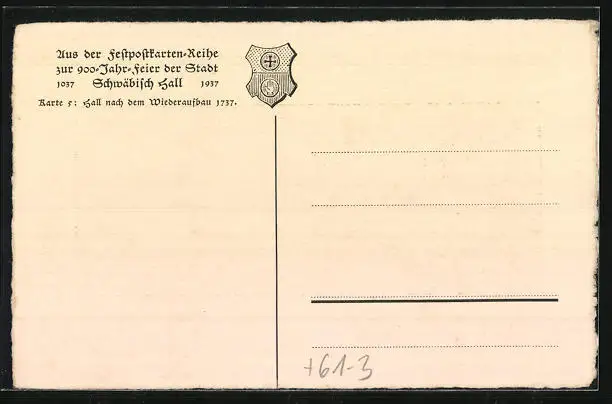 Aus der Festpostkarten-Reihe
zur 900-Jahr-Feier der Stadt
1037 Schwäbisch Hall 1937
Karte 5: Hall nach dem Wiederaufbau 1737.
+61-3